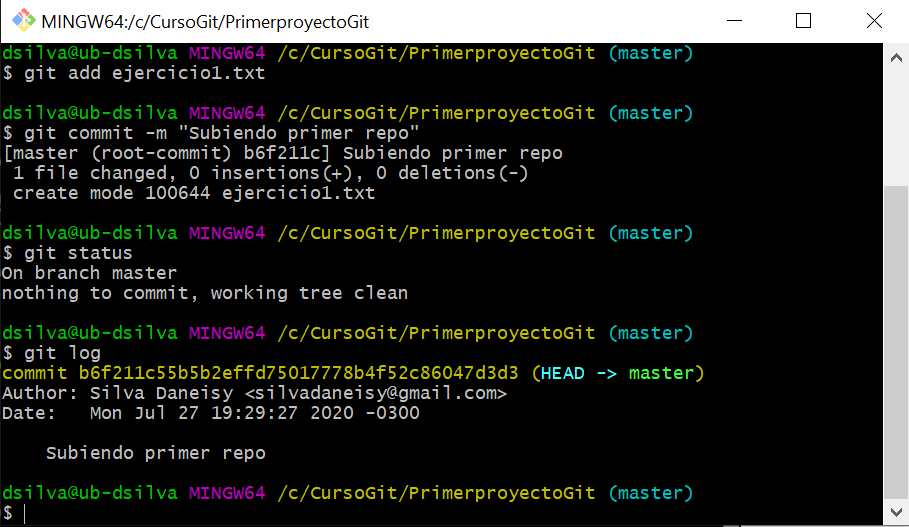 MINGW64:/c/CursoGit/PrimerproyectoGit
dsilva@ub-dsilva MINGW64 /c/CursoGit/PrimerproyectoGit (master)
$ git add ejercicio1.txt
dsilva@ub-dsilva MINGW64 /c/CursoGit/PrimerproyectoGit (master)
$ git commit -m "Subiendo primer repo"
[master (root-commit) b6f211c] Subiendo primer repo
 1 file changed, 0 insertions(+), 0 deletions(-)
 create mode 100644 ejercicio1.txt
dsilva@ub-dsilva MINGW64 /c/CursoGit/PrimerproyectoGit (master)
$ git status
On branch master
nothing to commit, working tree clean
dsilva@ub-dsilva MINGW64 /c/CursoGit/PrimerproyectoGit (master)
$ git log
commit b6f211c55b5b2effd75017778b4f52c86047d3d3 (HEAD -> master)
Author: Silva Daneisy <silvadaneisy@gmail.com>
Date:   Mon Jul 27 19:29:27 2020 -0300
    Subiendo primer repo
dsilva@ub-dsilva MINGW64 /c/CursoGit/PrimerproyectoGit (master)
$